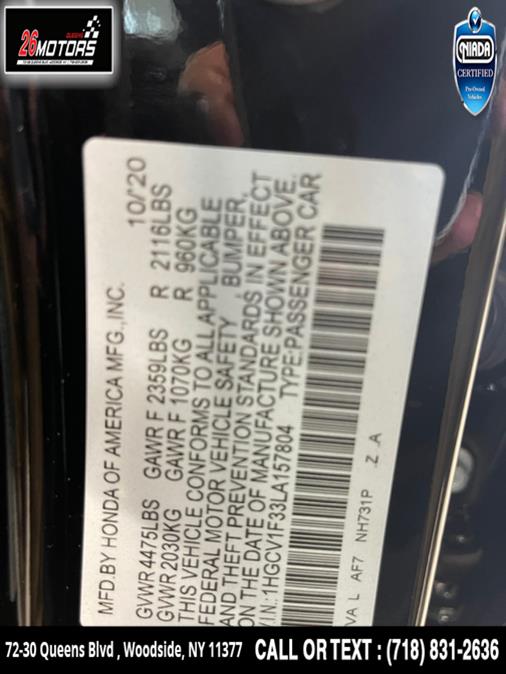 QUEENS
26MOTORS
NIADA
CERTIFIED
Pre-Owned
Vehicles
MFD.BY HONDA OF AMERICA MFG.,INC. 10/20
GVWR 4475LBS GAWR F 2359LBS R 2116LBS
GVWR 2030KG GAWR F 1070KG R 960KG
THIS VEHICLE CONFORMS TO ALL APPLICABLE
FEDERAL MOTOR VEHICLE SAFETY, BUMPER,
AND THEFT PREVENTION STANDARDS IN EFFECT
ON THE DATE OF MANUFACTURE SHOWN ABOVE.
V.I.N.:1HGCV1F33LA157804 TYPE:PASSENGER CAR
VA L AF7 NH731P Z A
72-30 Queens Blvd , Woodside, NY 11377 CALL OR TEXT : (718) 831-2636